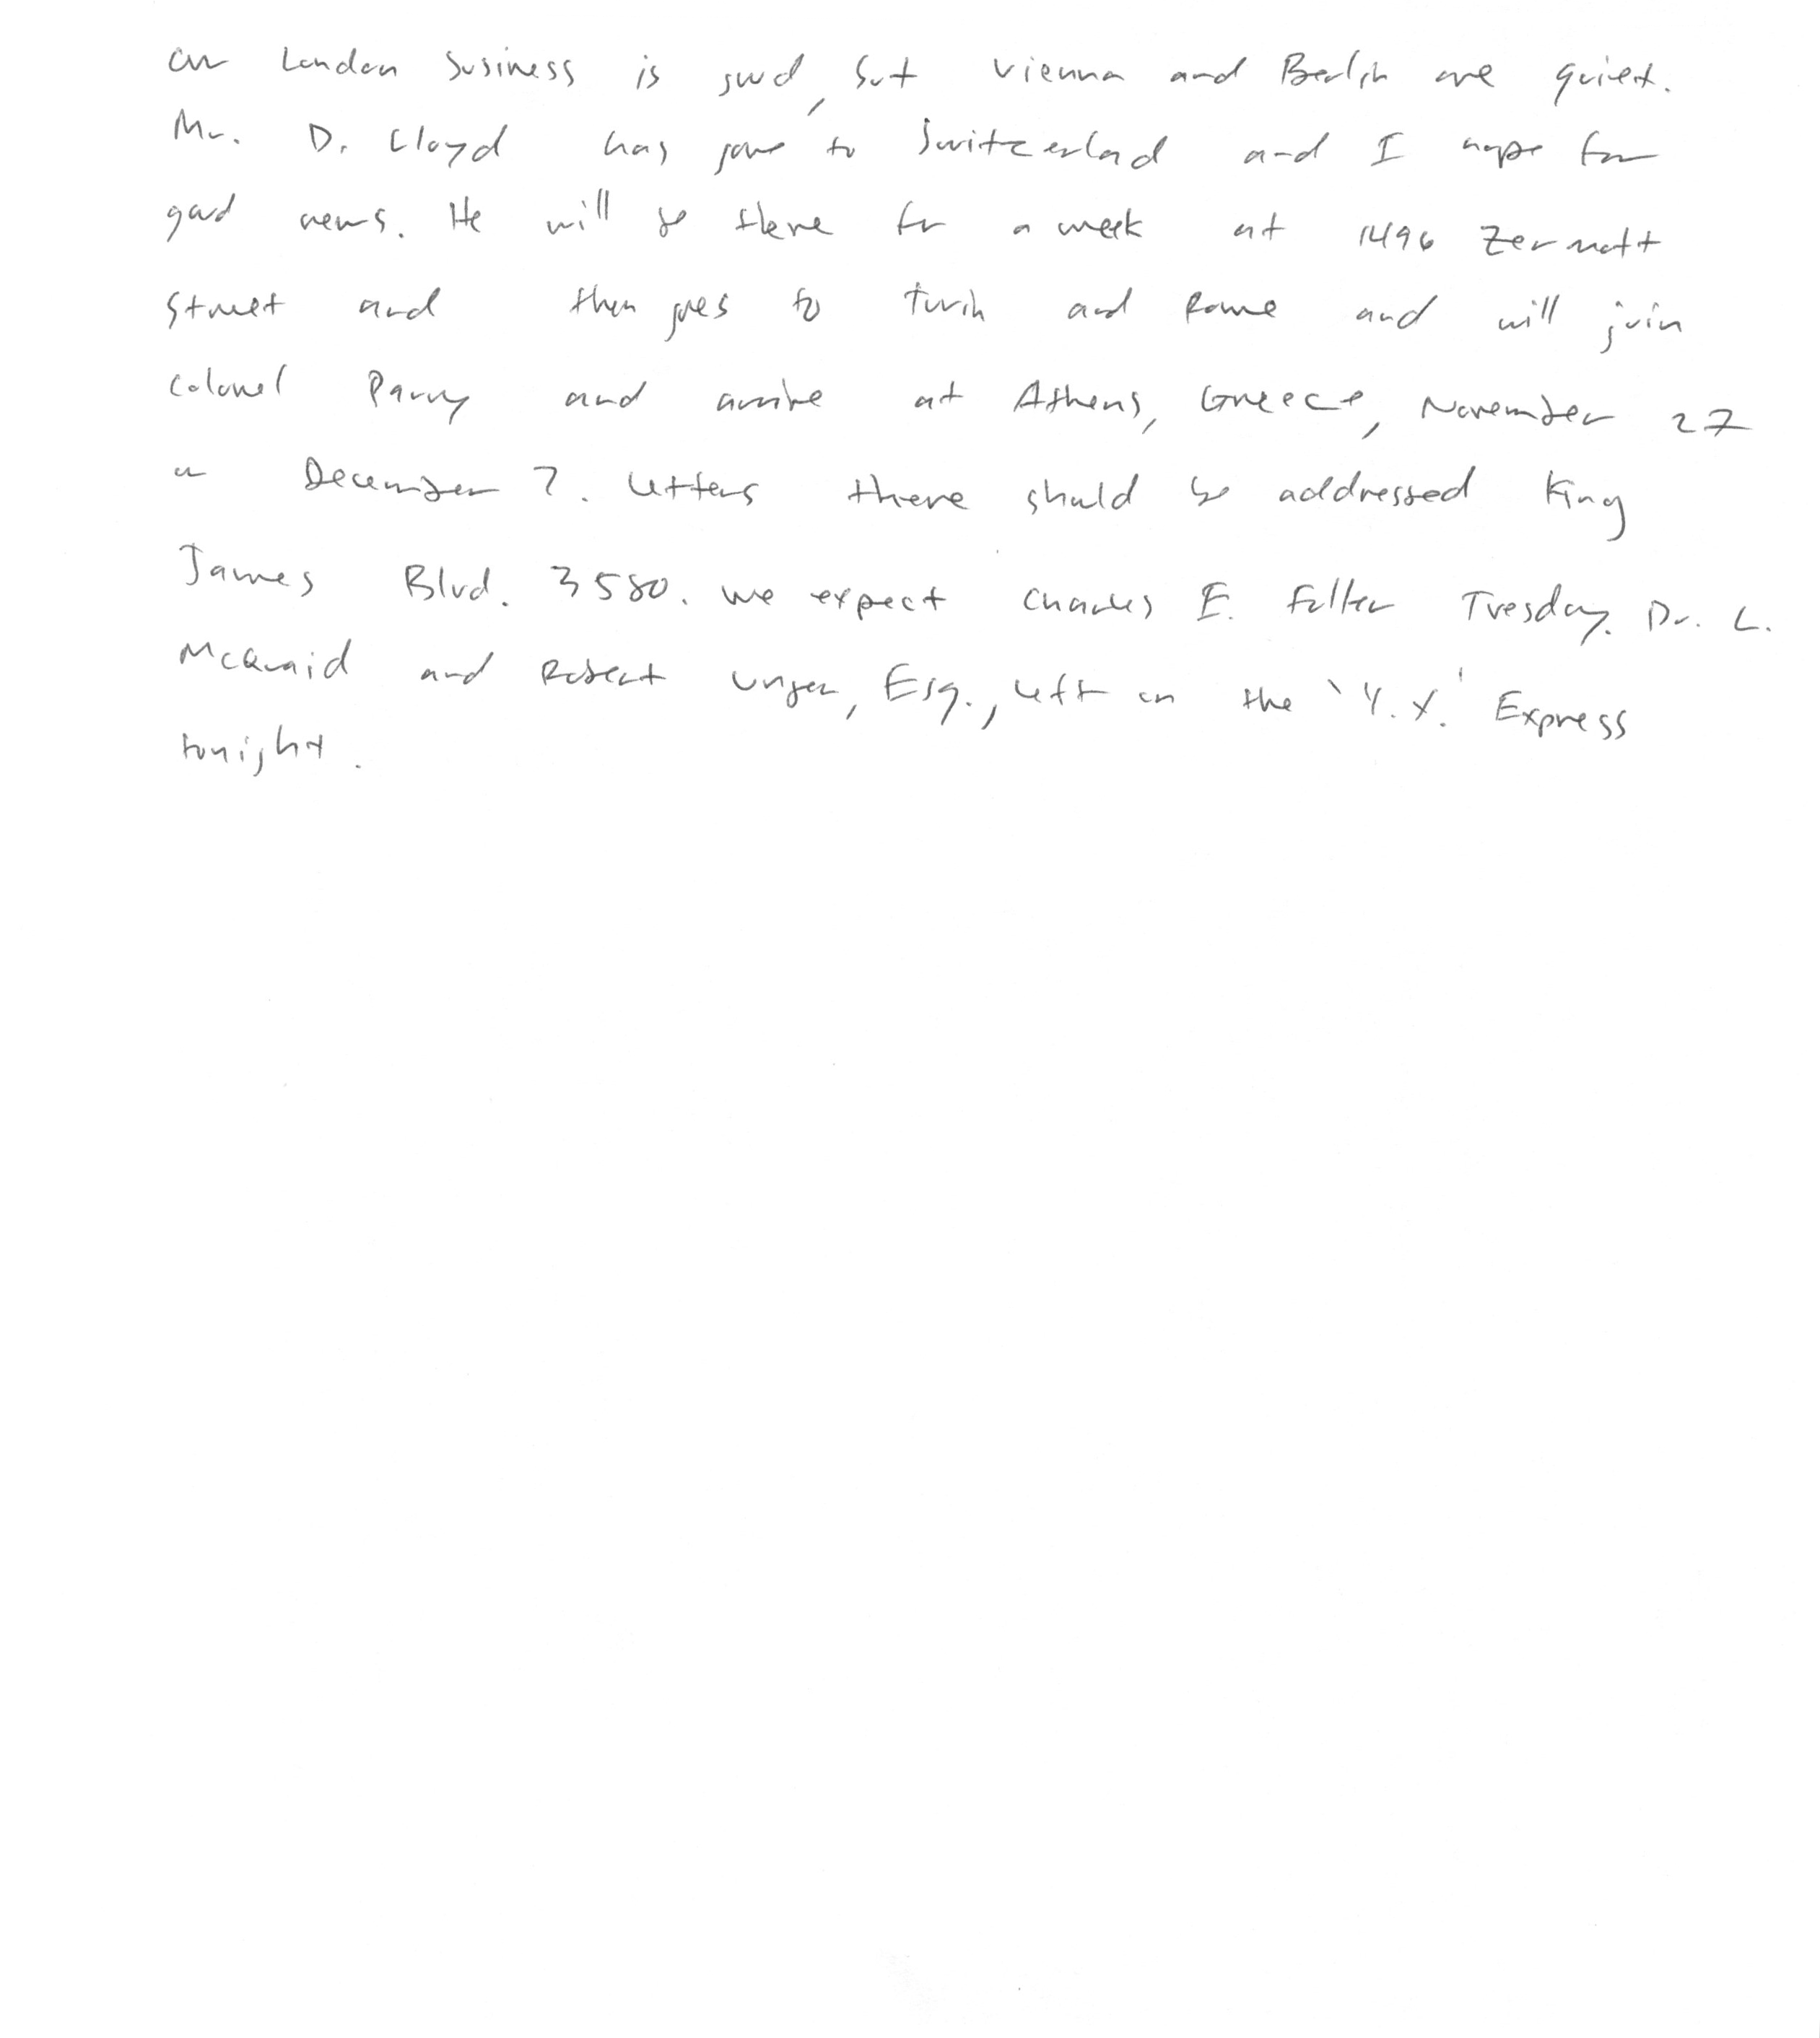 Our London business is good, but Vienna and Berlin are quiet.
Mr. D. Lloyd has gone to Switzerland and I hope for
good news. He will be there for a week at 1496 Zermott
Street and then goes to Turin and Rome and will join
Colonel Parry and arrive at Athens, Greece, November 27
or December 2. Letters there should be addressed King
James Blvd. 3580. We expect Charles E. Fuller Tuesday. Dr. L.
McQuaid and Robert Unger, Esq., left on the 'Y.X.' Express
tonight.